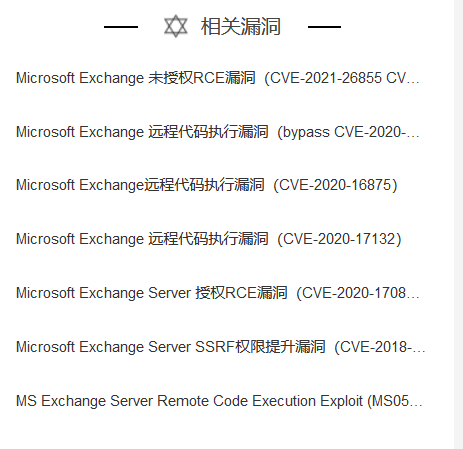 相关漏洞
Microsoft Exchange 未授权RCE漏洞（CVE-2021-26855 CV…
Microsoft Exchange 远程代码执行漏洞（bypass CVE-2020-…
Microsoft Exchange远程代码执行漏洞（CVE-2020-16875）
Microsoft Exchange 远程代码执行漏洞（CVE-2020-17132）
Microsoft Exchange Server 授权RCE漏洞（CVE-2020-1708…
Microsoft Exchange Server SSRF权限提升漏洞（CVE-2018-…
MS Exchange Server Remote Code Execution Exploit (MS05…